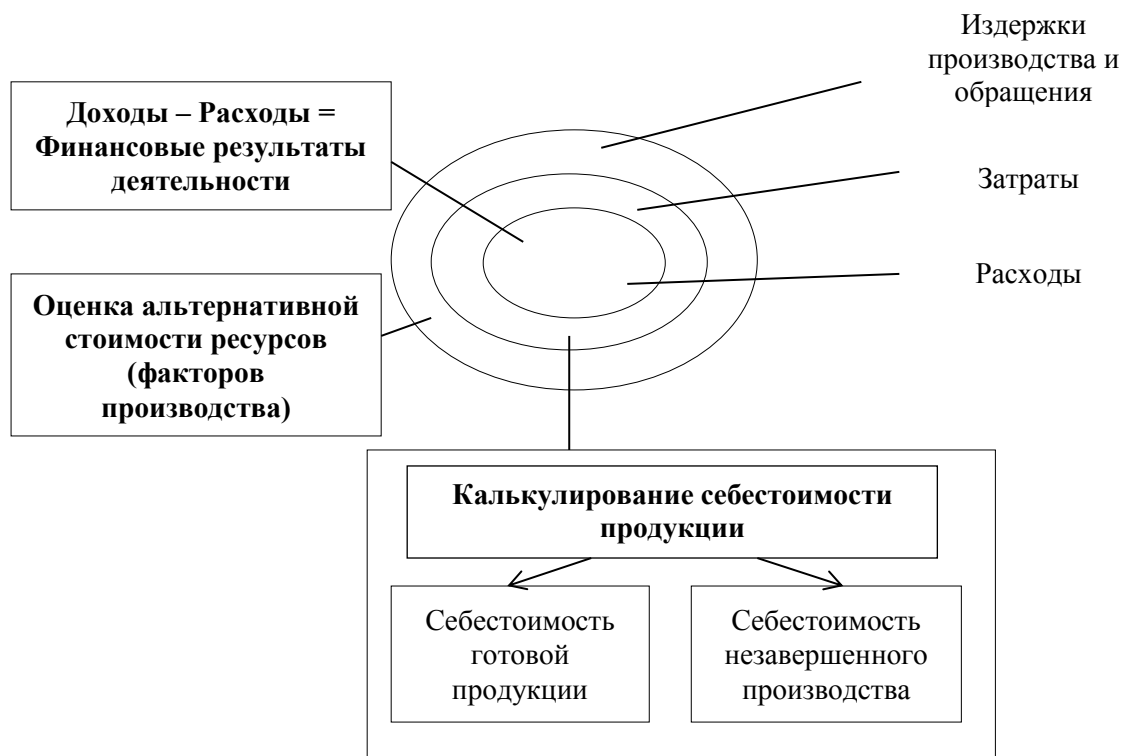 Издержки
производства и
обращения
Доходы – Расходы =
Финансовые результаты
деятельности
Затраты
Расходы
Оценка альтернативной
стоимости ресурсов
(факторов
производства)
Калькулирование себестоимости
продукции
Себестоимость
готовой
продукции
Себестоимость
незавершенного
производства